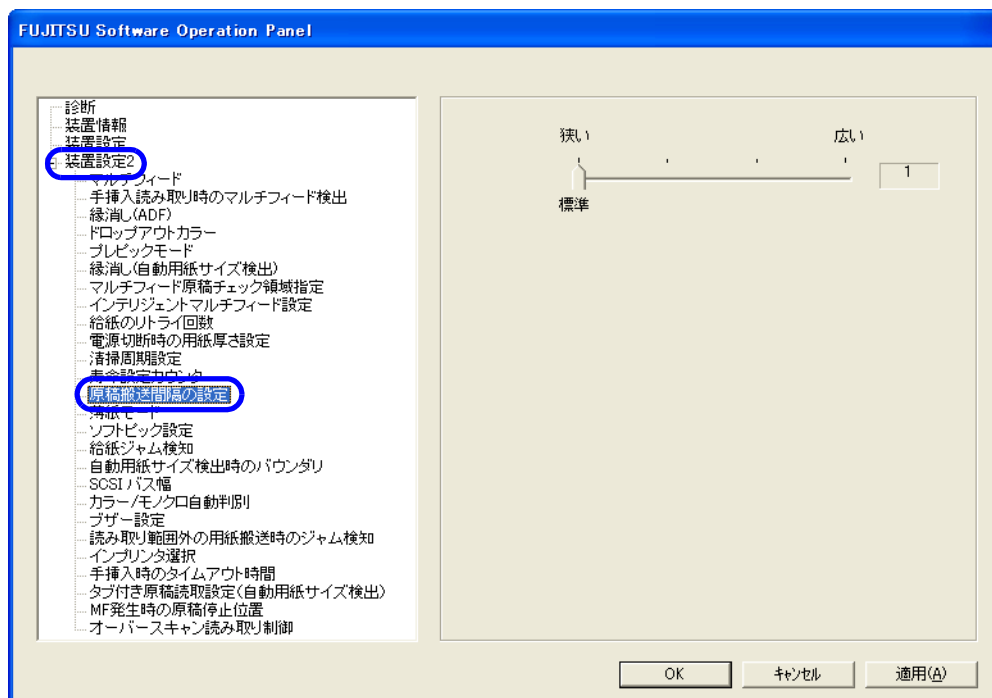 FUJITSU Software Operation Panel
診断
装置情報
装置設定
装置設定2
マルチフィード
手挿入読み取り時のマルチフィード検出
縁消し(ADF)
ドロップアウトカラー
プレピックモード
縁消し(自動用紙サイズ検出)
マルチフィード原稿チェック領域指定
インテリジェントマルチフィード設定
給紙のリトライ回数
電源切断時の用紙厚さ設定
清掃周期設定
寿命設定カウンタ
原稿搬送間隔の設定
薄紙モード
ソフトピック設定
給紙ジャム検知
自動用紙サイズ検出時のバウンダリ
SCSI バス幅
カラー/モノクロ自動判別
ブザー設定
読み取り範囲外の用紙搬送時のジャム検知
インプリンタ選択
手挿入時のタイムアウト時間
タブ付き原稿読取設定(自動用紙サイズ検出)
MF発生時の原稿停止位置
オーバースキャン読み取り制御
狭い 広い
1
標準
OK キャンセル 適用(A)